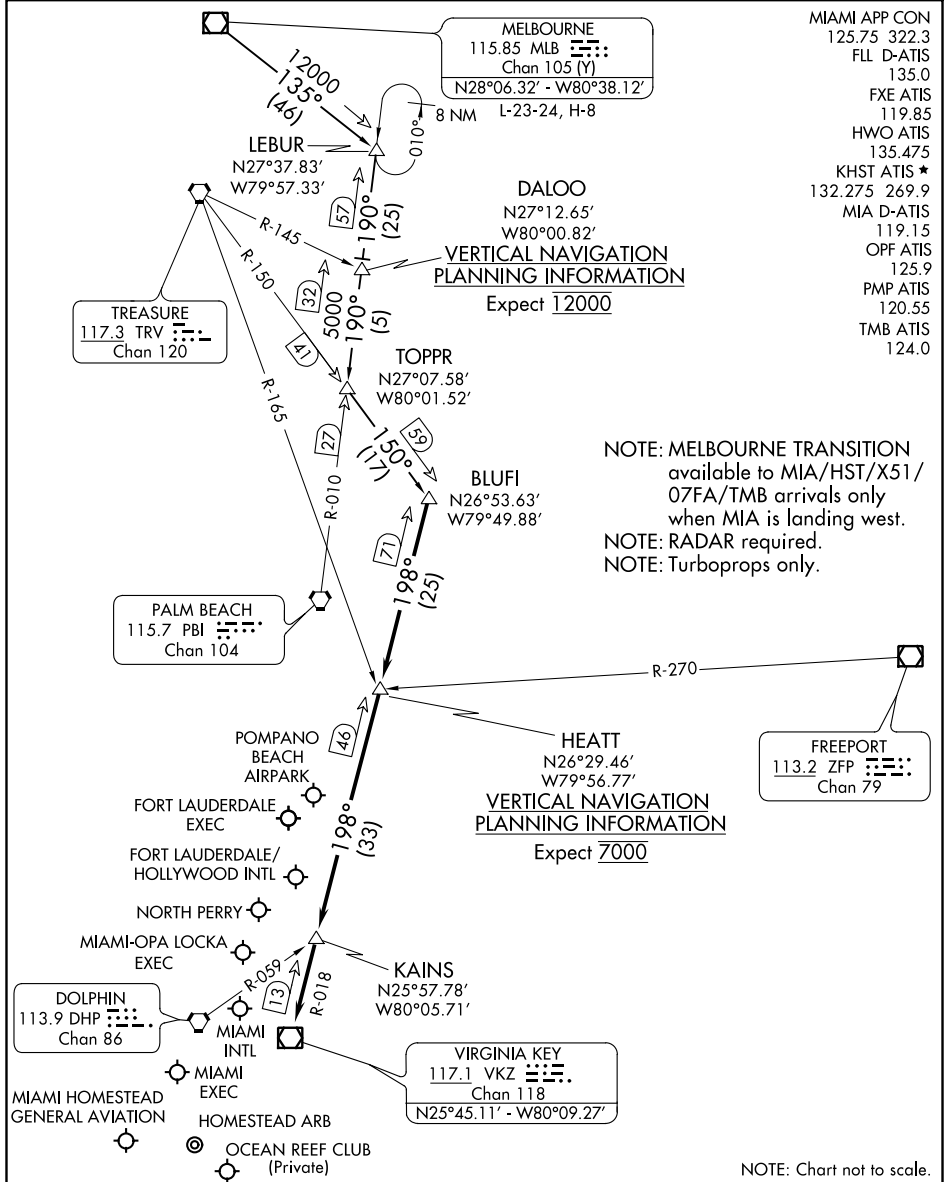 MELBOURNE
115.85 MLB
Chan 105 (Y)
N28°06.32' - W80°38.12'
L-23-24, H-8
MIAMI APP CON
125.75 322.3
FLL D-ATIS
135.0
FXE ATIS
119.85
HWO ATIS
135.475
KHST ATIS ★
132.275 269.9
MIA D-ATIS
119.15
OPF ATIS
125.9
PMP ATIS
120.55
TMB ATIS
124.0
12000
135°
(46)
8 NM
010°
LEBUR
N27°37.83'
W79°57.33'
57
190°
(25)
DALOO
N27°12.65'
W80°00.82'
VERTICAL NAVIGATION
PLANNING INFORMATION
Expect 12000
R-145
R-150
R-165
TREASURE
117.3 TRV
Chan 120
32
5000
190°
(5)
41
TOPPR
N27°07.58'
W80°01.52'
27
R-010
150°
(17)
59
BLUFI
N26°53.63'
W79°49.88'
NOTE: MELBOURNE TRANSITION
available to MIA/HST/X51/
07FA/TMB arrivals only
when MIA is landing west.
NOTE: RADAR required.
NOTE: Turboprops only.
71
198°
(25)
PALM BEACH
115.7 PBI
Chan 104
R-270
FREEPORT
113.2 ZFP
Chan 79
46
HEATT
N26°29.46'
W79°56.77'
VERTICAL NAVIGATION
PLANNING INFORMATION
Expect 7000
198°
(33)
POMPANO
BEACH
AIRPARK
FORT LAUDERDALE
EXEC
FORT LAUDERDALE/
HOLLYWOOD INTL
NORTH PERRY
MIAMI-OPA LOCKA
EXEC
R-059
13
R-018
KAINS
N25°57.78'
W80°05.71'
DOLPHIN
113.9 DHP
Chan 86
MIAMI
INTL
VIRGINIA KEY
117.1 VKZ
Chan 118
N25°45.11' - W80°09.27'
MIAMI
EXEC
MIAMI HOMESTEAD
GENERAL AVIATION
HOMESTEAD ARB
OCEAN REEF CLUB
(Private)
NOTE: Chart not to scale.